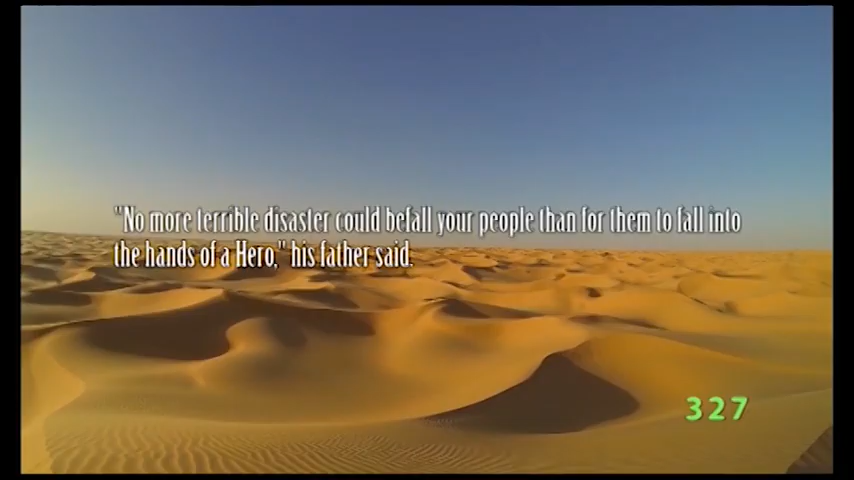 "No more terrible disaster could befall your people than for them to fall into
the hands of a Hero," his father said.
327